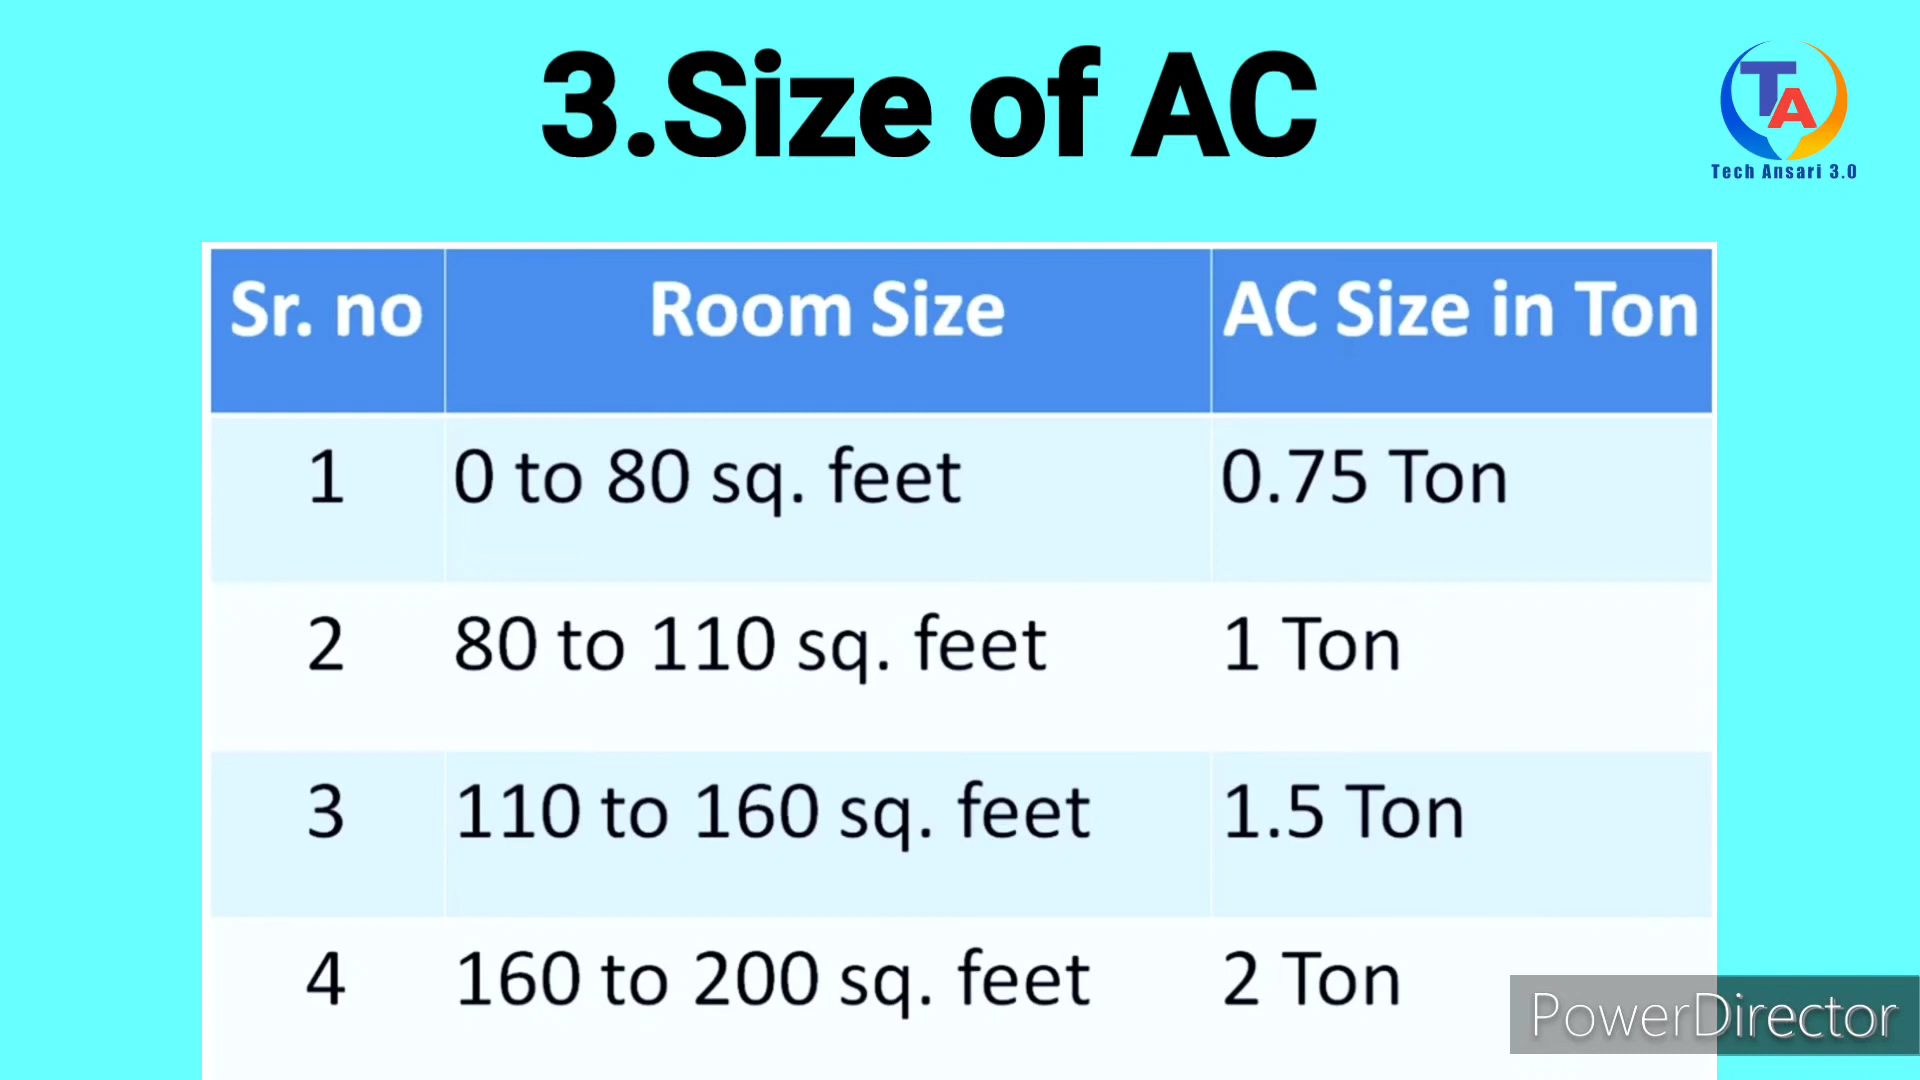 3.Size of AC
TA
Tech Ansari 3.0
Sr. no Room Size AC Size in Ton
1 0 to 80 sq. feet 0.75 Ton
2 80 to 110 sq. feet 1 Ton
3 110 to 160 sq. feet 1.5 Ton
4 160 to 200 sq. feet 2 Ton
PowerDirector